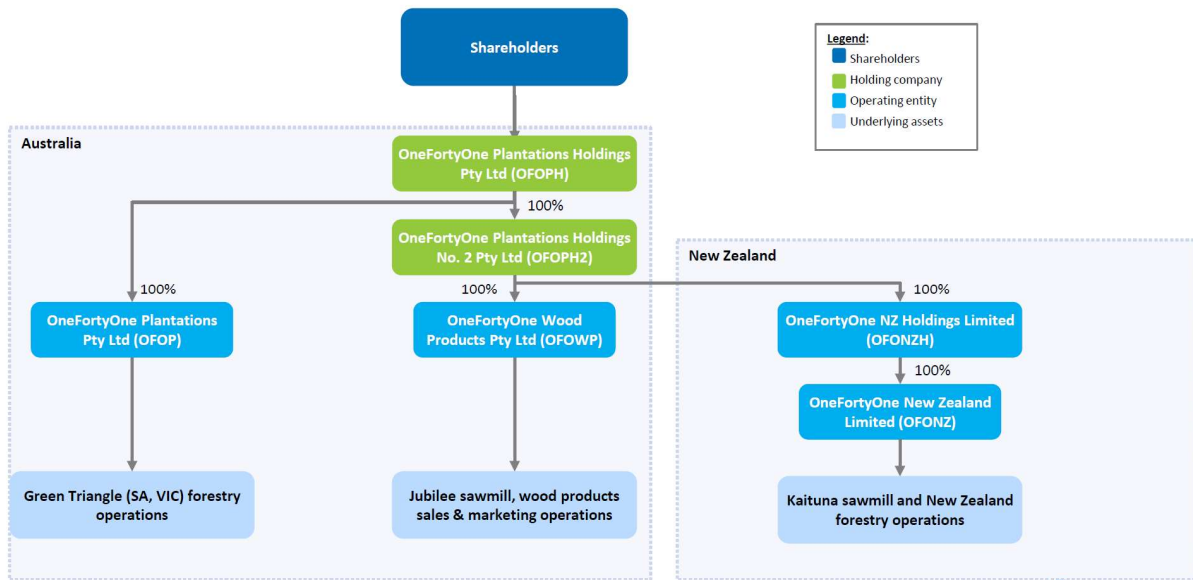 Shareholders
Legend:
Shareholders
Holding company
Operating entity
Underlying assets
Australia
OneFortyOne Plantations Holdings
Pty Ltd (OFOPH)
100%
OneFortyOne Plantations Holdings
No. 2 Pty Ltd (OFOPH2)
New Zealand
100%
100%
100%
OneFortyOne Plantations
Pty Ltd (OFOP)
OneFortyOne Wood
Products Pty Ltd (OFOWP)
OneFortyOne NZ Holdings Limited
(OFONZH)
100%
OneFortyOne New Zealand
Limited (OFONZ)
Green Triangle (SA, VIC) forestry
operations
Jubilee sawmill, wood products
sales & marketing operations
Kaituna sawmill and New Zealand
forestry operations